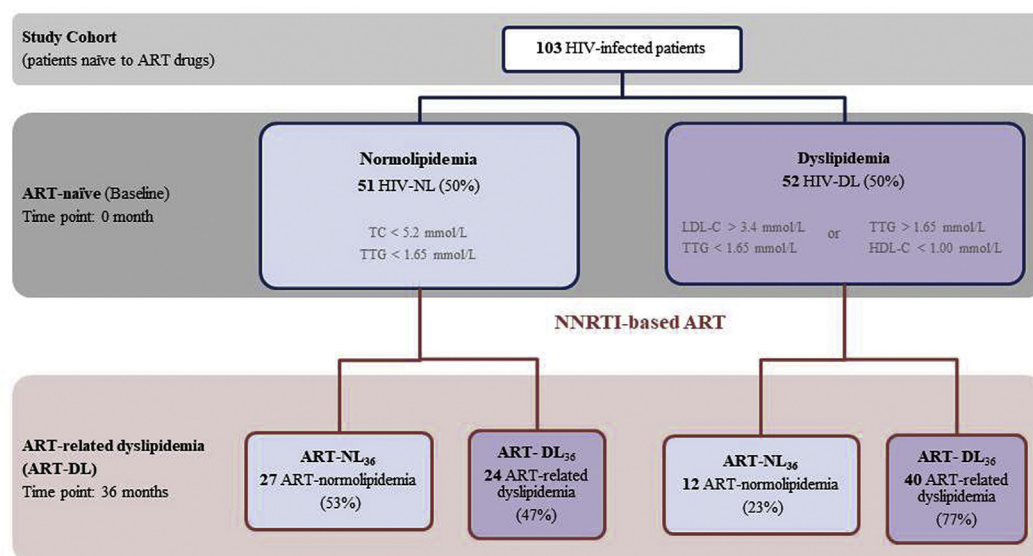 Study Cohort
(patients naïve to ART drugs)
103 HIV-infected patients
ART-naïve (Baseline)
Time point: 0 month
Normolipidemia
51 HIV-NL (50%)
TC < 5.2 mmol/L
TTG < 1.65 mmol/L
Dyslipidemia
52 HIV-DL (50%)
LDL-C > 3.4 mmol/L
TTG < 1.65 mmol/L
or
TTG > 1.65 mmol/L
HDL-C < 1.00 mmol/L
NNRTI-based ART
ART-related dyslipidemia
(ART-DL)
Time point: 36 months
ART-NL36
27 ART-normolipidemia
(53%)
ART- DL36
24 ART-related
dyslipidemia
(47%)
ART-NL36
12 ART-normolipidemia
(23%)
ART- DL36
40 ART-related
dyslipidemia
(77%)